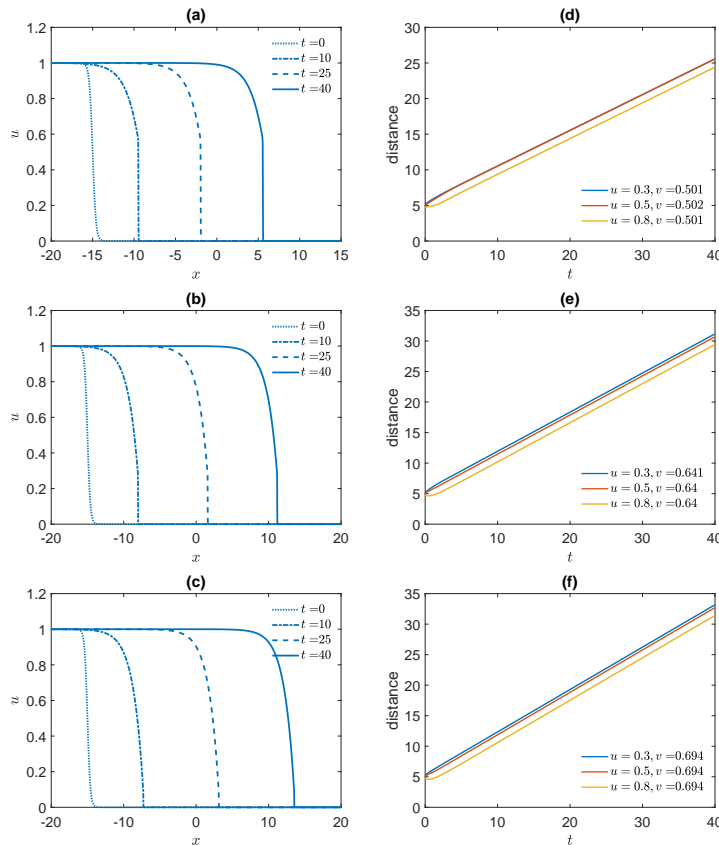 (a)
1.2
1
0.8
0.6
0.4
0.2
0
u
-20 -15 -10 -5 0 5 10 15
x
t =0
t =10
t =25
t =40
(d)
30
25
20
15
10
5
0
distance
0 10 20 30 40
t
u = 0.3, v =0.501
u = 0.5, v =0.502
u = 0.8, v =0.501
(b)
1.2
1
0.8
0.6
0.4
0.2
0
u
-20 -10 0 10 20
x
t =0
t =10
t =25
t =40
(e)
35
30
25
20
15
10
5
0
distance
0 10 20 30 40
t
u = 0.3, v =0.641
u = 0.5, v =0.64
u = 0.8, v =0.64
(c)
1.2
1
0.8
0.6
0.4
0.2
0
u
-20 -10 0 10 20
x
t =0
t =10
t =25
t =40
(f)
35
30
25
20
15
10
5
0
distance
0 10 20 30 40
t
u = 0.3, v =0.694
u = 0.5, v =0.694
u = 0.8, v =0.694